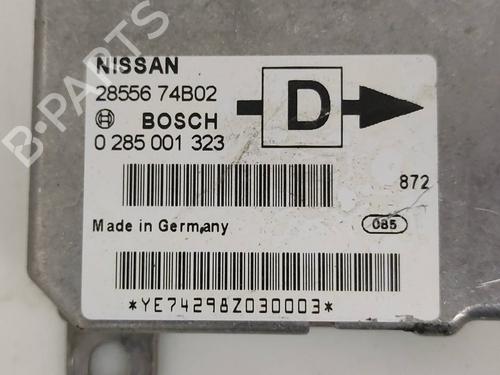 B-PARTS
NISSAN
28556 74B02
D
BOSCH
0 285 001 323
872
Made in Germany
085
*YE74298Z030003*